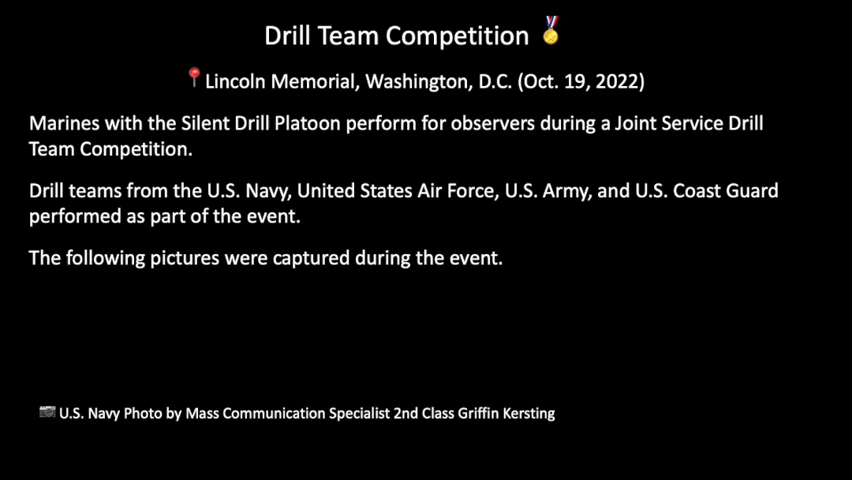 Drill Team Competition 🏅
📍Lincoln Memorial, Washington, D.C. (Oct. 19, 2022)
Marines with the Silent Drill Platoon perform for observers during a Joint Service Drill
Team Competition.
Drill teams from the U.S. Navy, United States Air Force, U.S. Army, and U.S. Coast Guard
performed as part of the event.
The following pictures were captured during the event.
📷 U.S. Navy Photo by Mass Communication Specialist 2nd Class Griffin Kersting